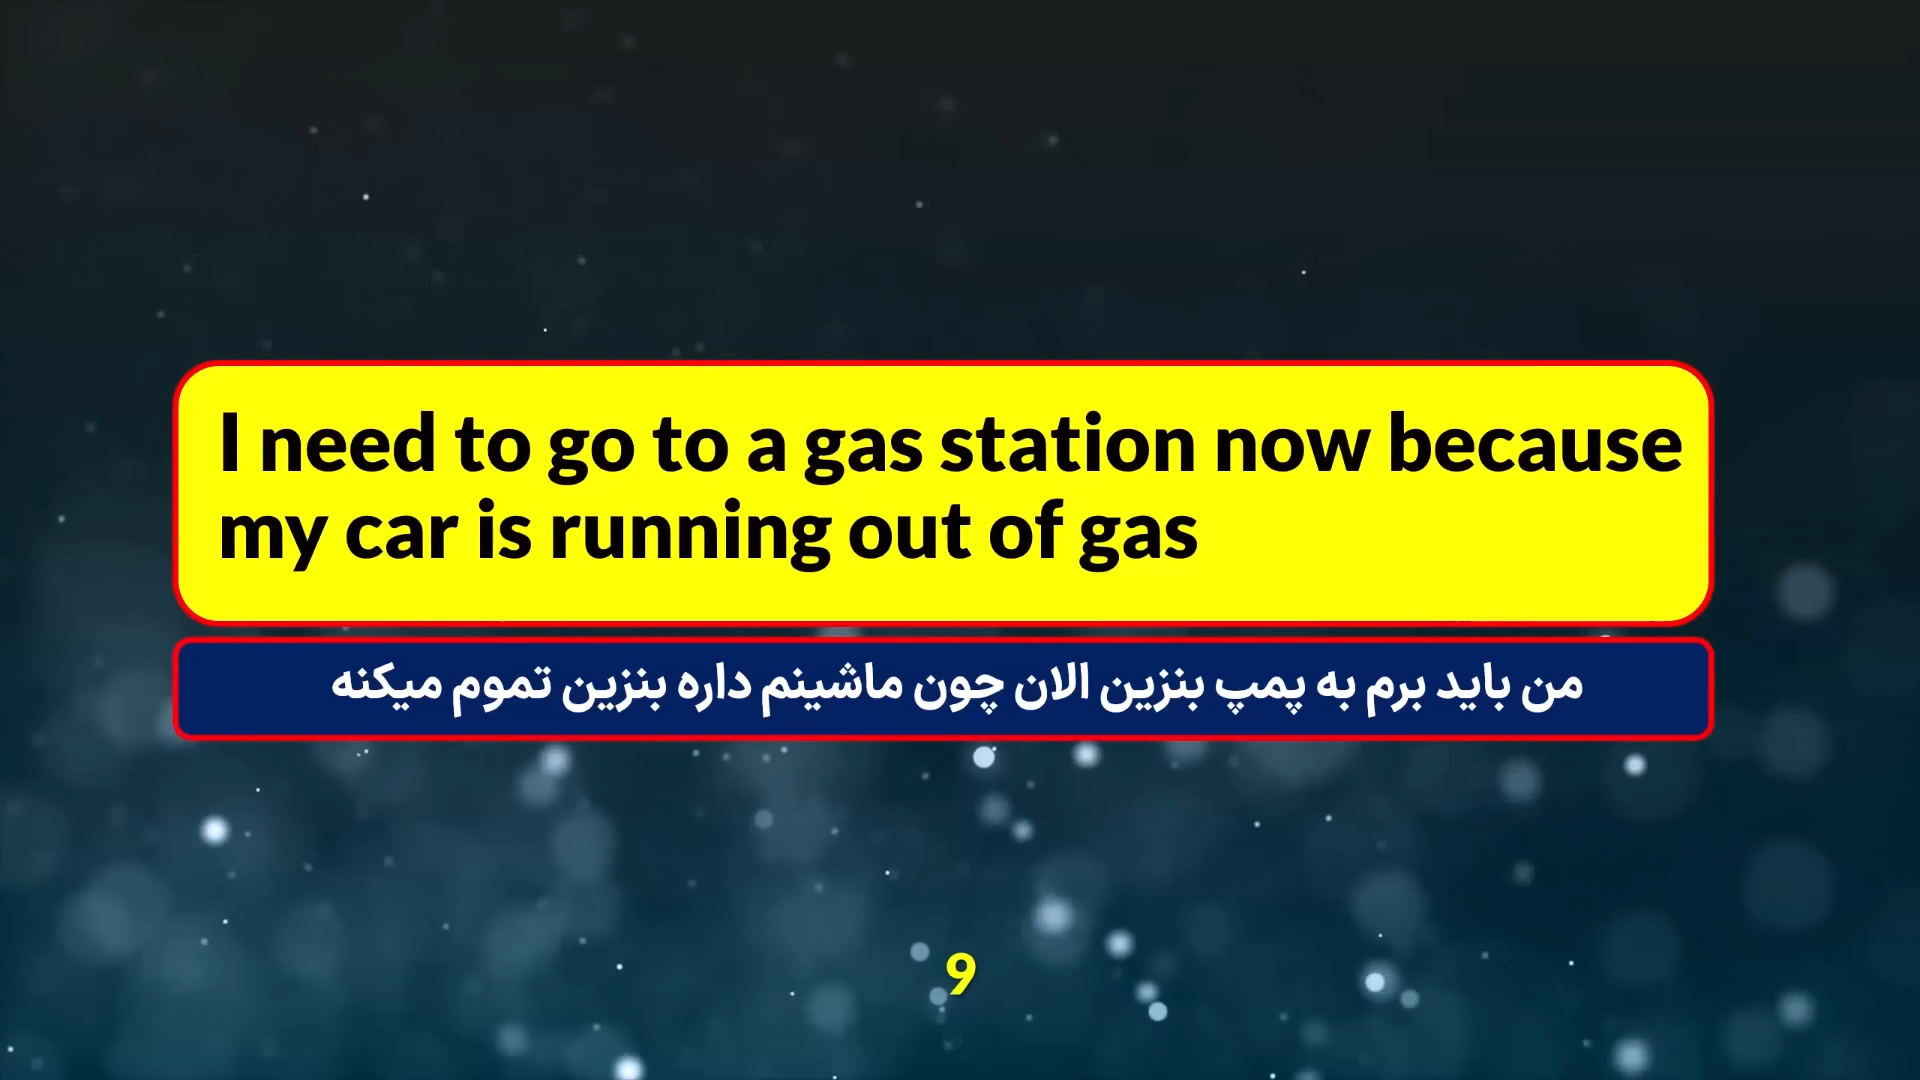 I need to go to a gas station now because
my car is running out of gas
من باید برم به پمپ بنزین الان چون ماشینم داره بنزین تموم میکنه
9